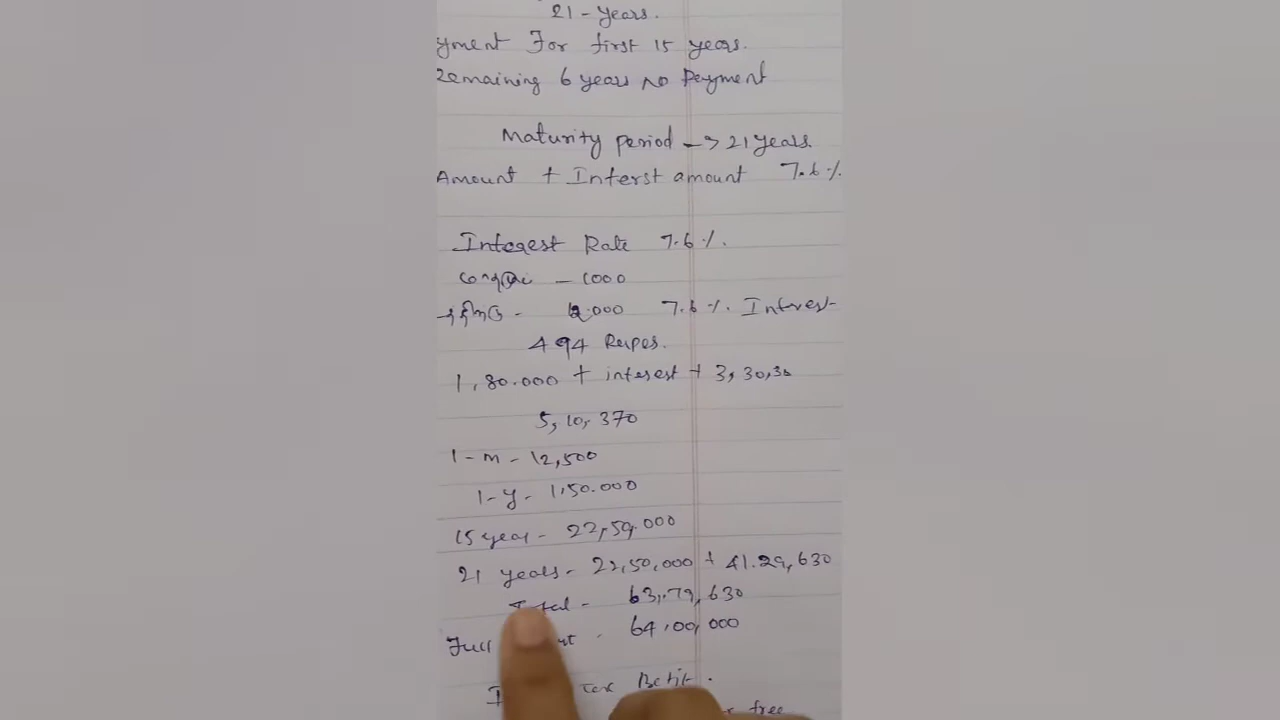 21 - years.
yment For first 15 years.
Remaining 6 years no Payment
Maturity period -> 21 years.
Amount + Interst amount 7.6%
Interest Rate 7.6%.
- 1000
12.000 7.6%. Interest
494 Rupes.
1,80.000 + interest + 3,30,3
5,10,370
1 - m - 12,500
1 - y - 1,50.000
15 year - 22,50.000
21 years - 22,50,000 + 41.29,630
Total - 63,79,630
Full - 64,00,000
Tax Befit.
free